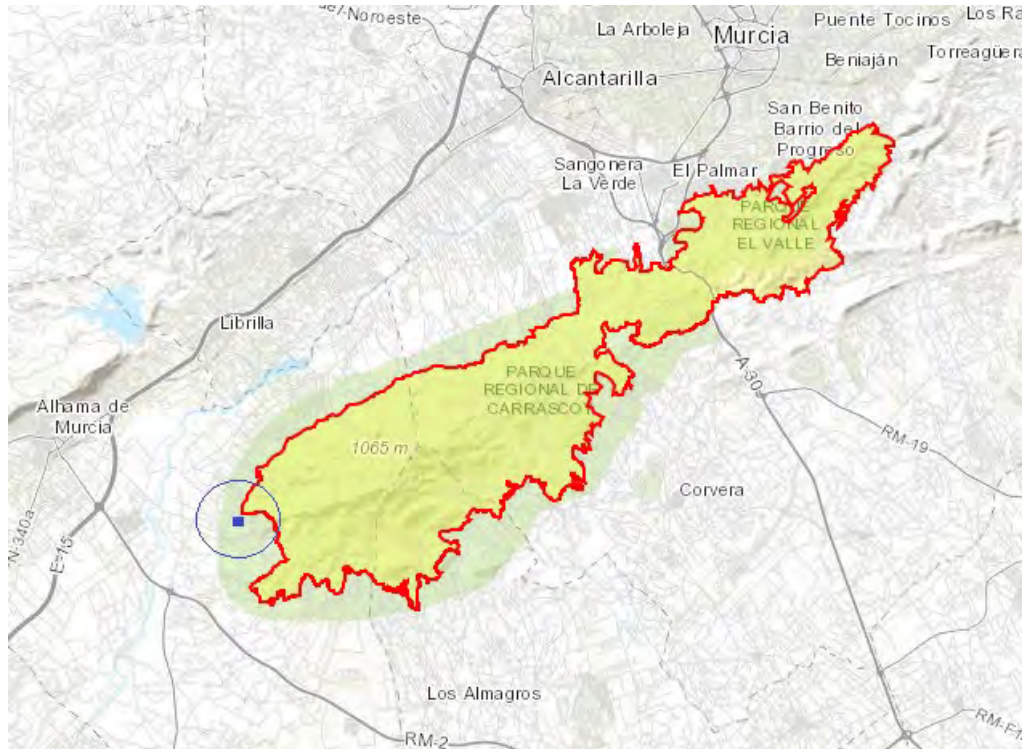 del-Noroeste
La Arboleja
Murcia
Puente Tocinos
Los Ra
Beniaján
Torreagüera
Alcantarilla
San Benito
Barrio del
Progreso
Sangonera
La Verde
El Palmar
PARQUE
REGIONAL
EL VALLE
Librilla
A-30
PARQUE
REGIONAL DE
CARRASCOY
Alhama de
Murcia
RM-19
1065 m
Corvera
N-340a
E-15
Los Almagros
RM-2
RM-F1